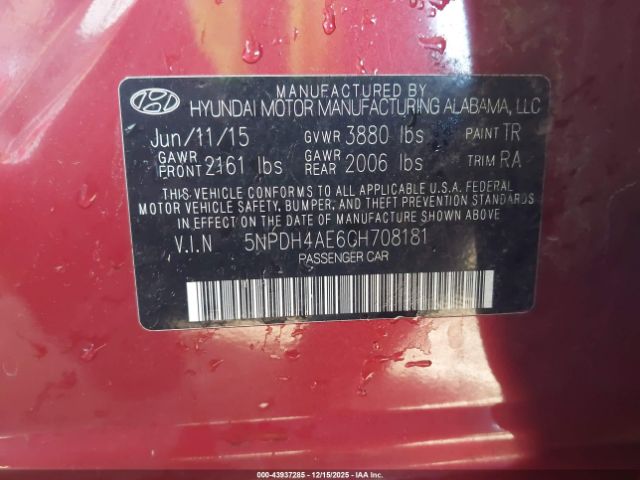 MANUFACTURED BY
HYUNDAI MOTOR MANUFACTURING ALABAMA, LLC
Jun/11/15 GVWR 3880 lbs PAINT TR
GAWR FRONT 2161 lbs GAWR REAR 2006 lbs TRIM RA
THIS VEHICLE CONFORMS TO ALL APPLICABLE U.S.A. FEDERAL
MOTOR VEHICLE SAFETY, BUMPER, AND THEFT PREVENTION
STANDARDS IN EFFECT ON THE DATE OF MANUFACTURE SHOWN ABOVE.
V.I.N 5NPDH4AE6GH708181
PASSENGER CAR
000-43937285 - 12/15/2025 - IAAI.COM